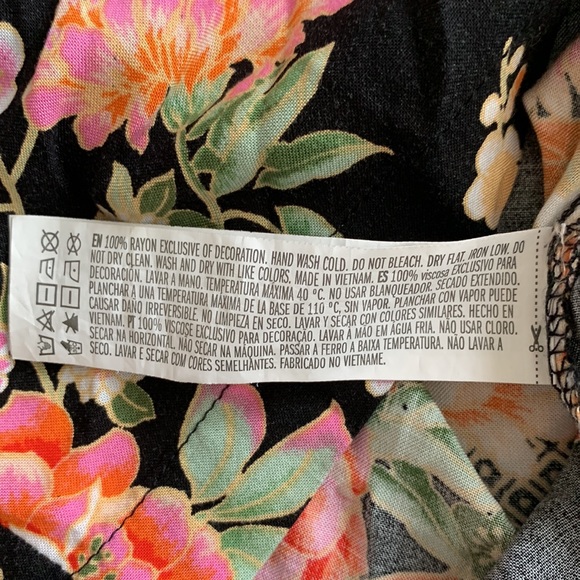 EN 100% RAYON EXCLUSIVE OF DECORATION. HAND WASH COLD. DO NOT BLEACH. DRY FLAT. IRON LOW. DO
NOT DRY CLEAN. WASH AND DRY WITH LIKE COLORS. MADE IN VIETNAM. ES 100% viscosa EXCLUSIVO PARA
DECORACIÓN. LAVAR A MANO. TEMPERATURA MÁXIMA 40 °C. NO USAR BLANQUEADOR. SECADO EXTENDIDO.
PLANCHAR A UNA TEMPERATURA MÁXIMA DE LA BASE DE 110 °C, SIN VAPOR. PLANCHAR CON VAPOR PUEDE
CAUSAR DAÑO IRREVERSIBLE. NO LIMPIEZA EN SECO. LAVAR Y SECAR CON COLORES SIMILARES. HECHO EN
VIETNAM. PT 100% VISCOSE EXCLUSIVO PARA DECORAÇÃO. LAVAR À MÃO EM ÁGUA FRIA. NÃO USAR CLORO.
SECAR NA HORIZONTAL. NÃO SECAR NA MÁQUINA. PASSAR A FERRO A BAIXA TEMPERATURA. NÃO LAVAR A
SECO. LAVAR E SECAR COM CORES SEMELHANTES. FABRICADO NO VIETNAME.